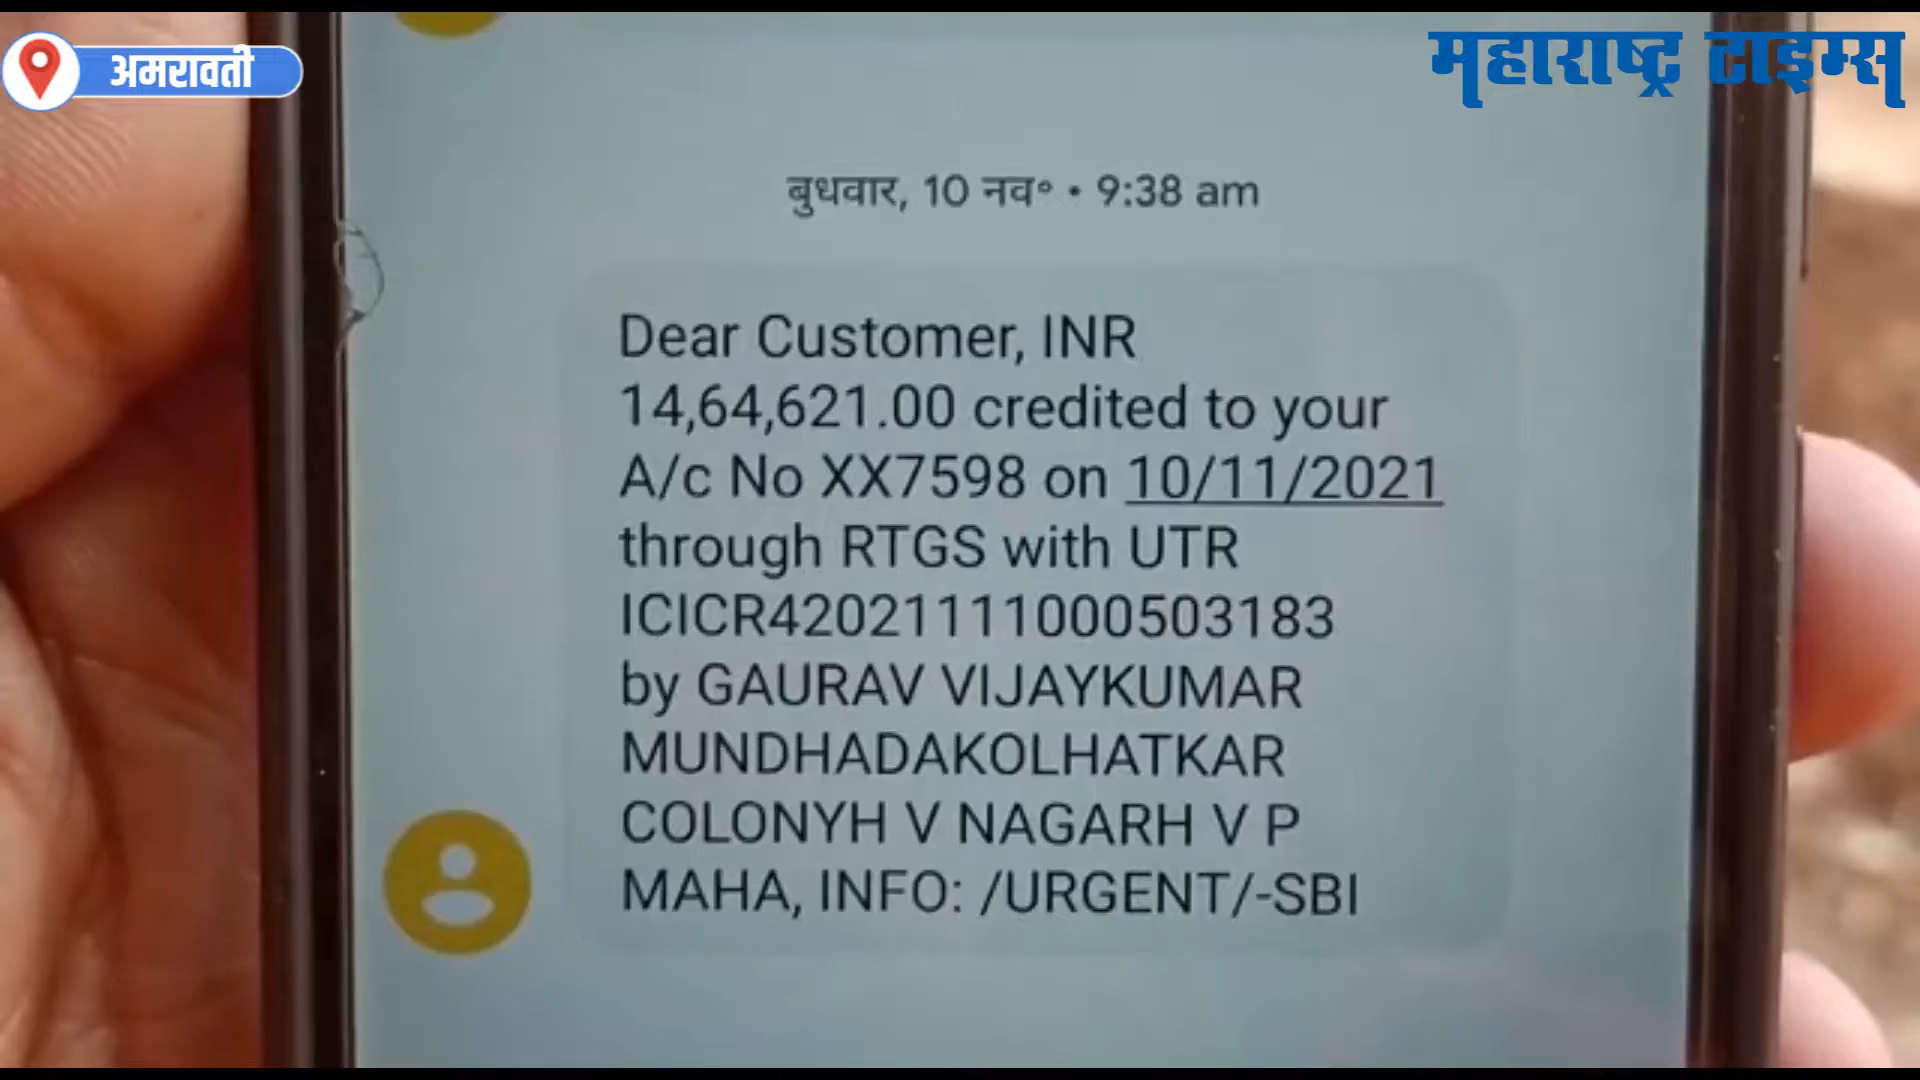 अमरावती
महाराष्ट्र टाइम्स
बुधवार, 10 नव॰ • 9:38 am
Dear Customer, INR
14,64,621.00 credited to your
A/c No XX7598 on 10/11/2021
through RTGS with UTR
ICICR42021111000503183
by GAURAV VIJAYKUMAR
MUNDHADAKOLHATKAR
COLONYH V NAGARH V P
MAHA, INFO: /URGENT/-SBI